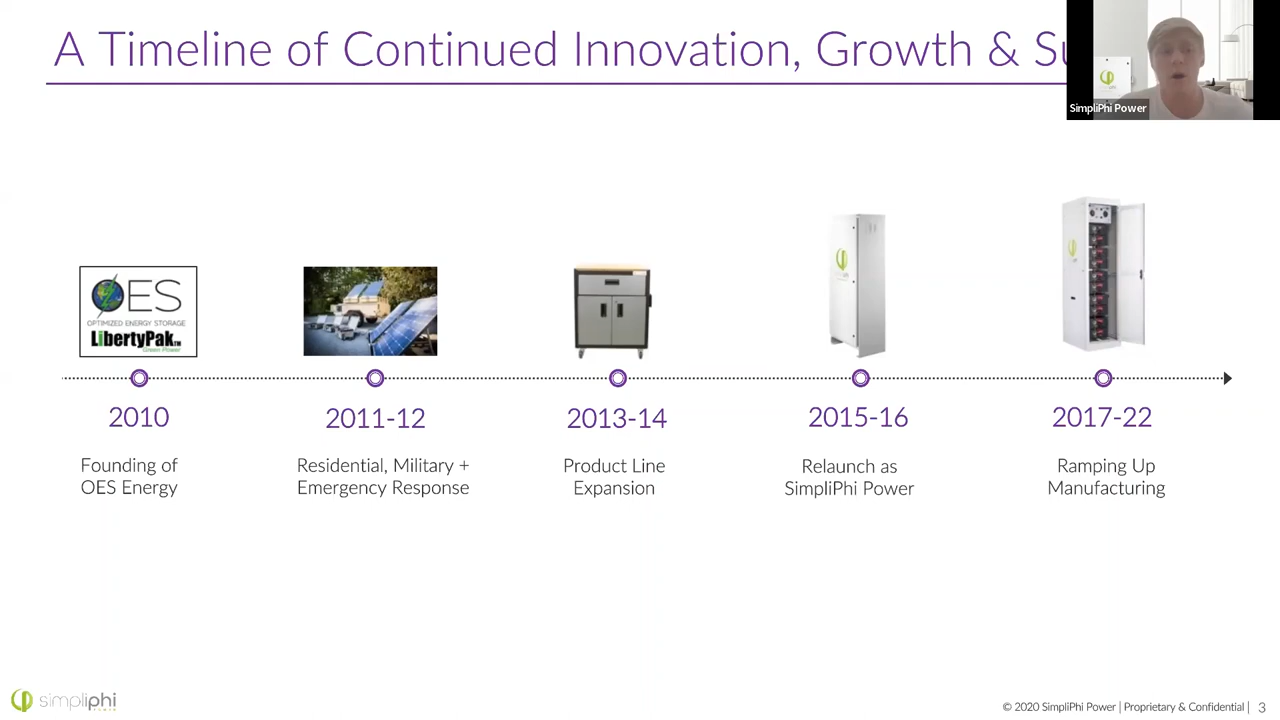 A Timeline of Continued Innovation, Growth & Su
SimpliPhi Power
OES
OPTIMIZED ENERGY STORAGE
LibertyPak™
Green Power
2010
2011-12
2013-14
2015-16
2017-22
Founding of
OES Energy
Residential, Military +
Emergency Response
Product Line
Expansion
Relaunch as
SimpliPhi Power
Ramping Up
Manufacturing
simpliphi
POWER
© 2020 SimpliPhi Power | Proprietary & Confidential | 3